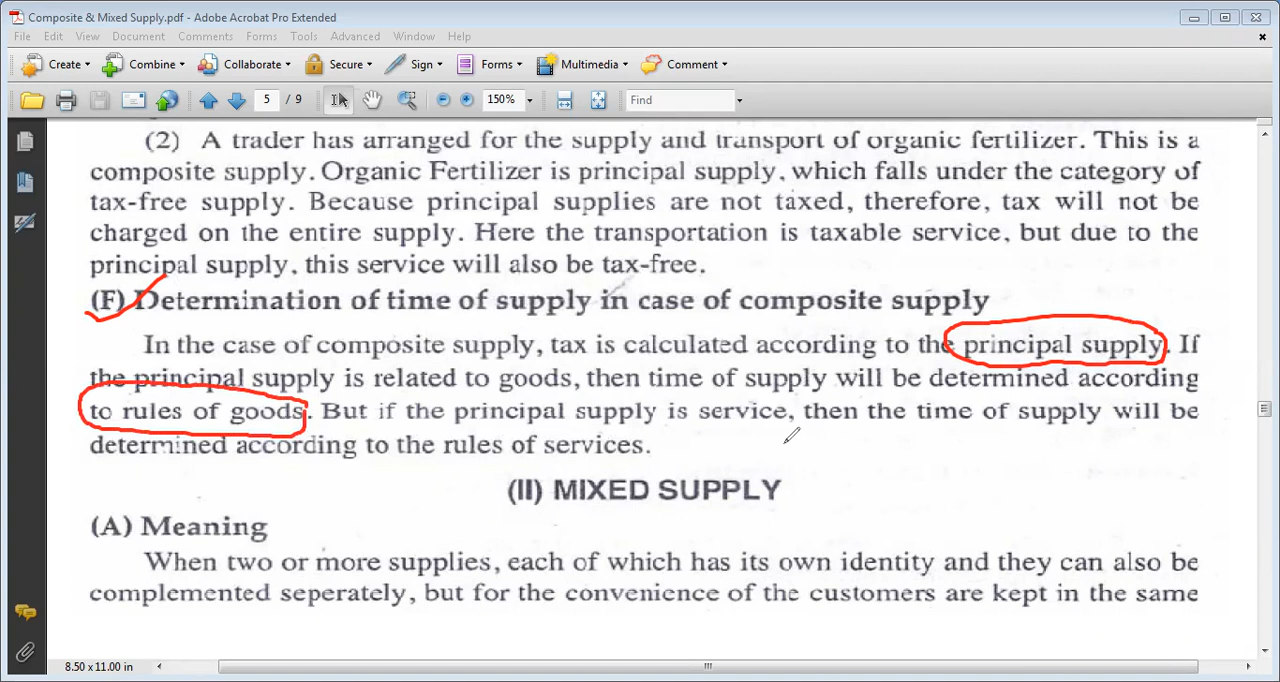 Composite & Mixed Supply.pdf - Adobe Acrobat Pro Extended
File Edit View Document Comments Forms Tools Advanced Window Help
Create Combine Collaborate Secure Sign Forms Multimedia Comment
5 / 9 150% Find
(2) A trader has arranged for the supply and transport of organic fertilizer. This is a
composite supply. Organic Fertilizer is principal supply, which falls under the category of
tax-free supply. Because principal supplies are not taxed, therefore, tax will not be
charged on the entire supply. Here the transportation is taxable service, but due to the
principal supply, this service will also be tax-free.
(F) Determination of time of supply in case of composite supply
In the case of composite supply, tax is calculated according to the principal supply. If
the principal supply is related to goods, then time of supply will be determined according
to rules of goods. But if the principal supply is service, then the time of supply will be
determined according to the rules of services.
(II) MIXED SUPPLY
(A) Meaning
When two or more supplies, each of which has its own identity and they can also be
complemented seperately, but for the convenience of the customers are kept in the same
8.50 x 11.00 in